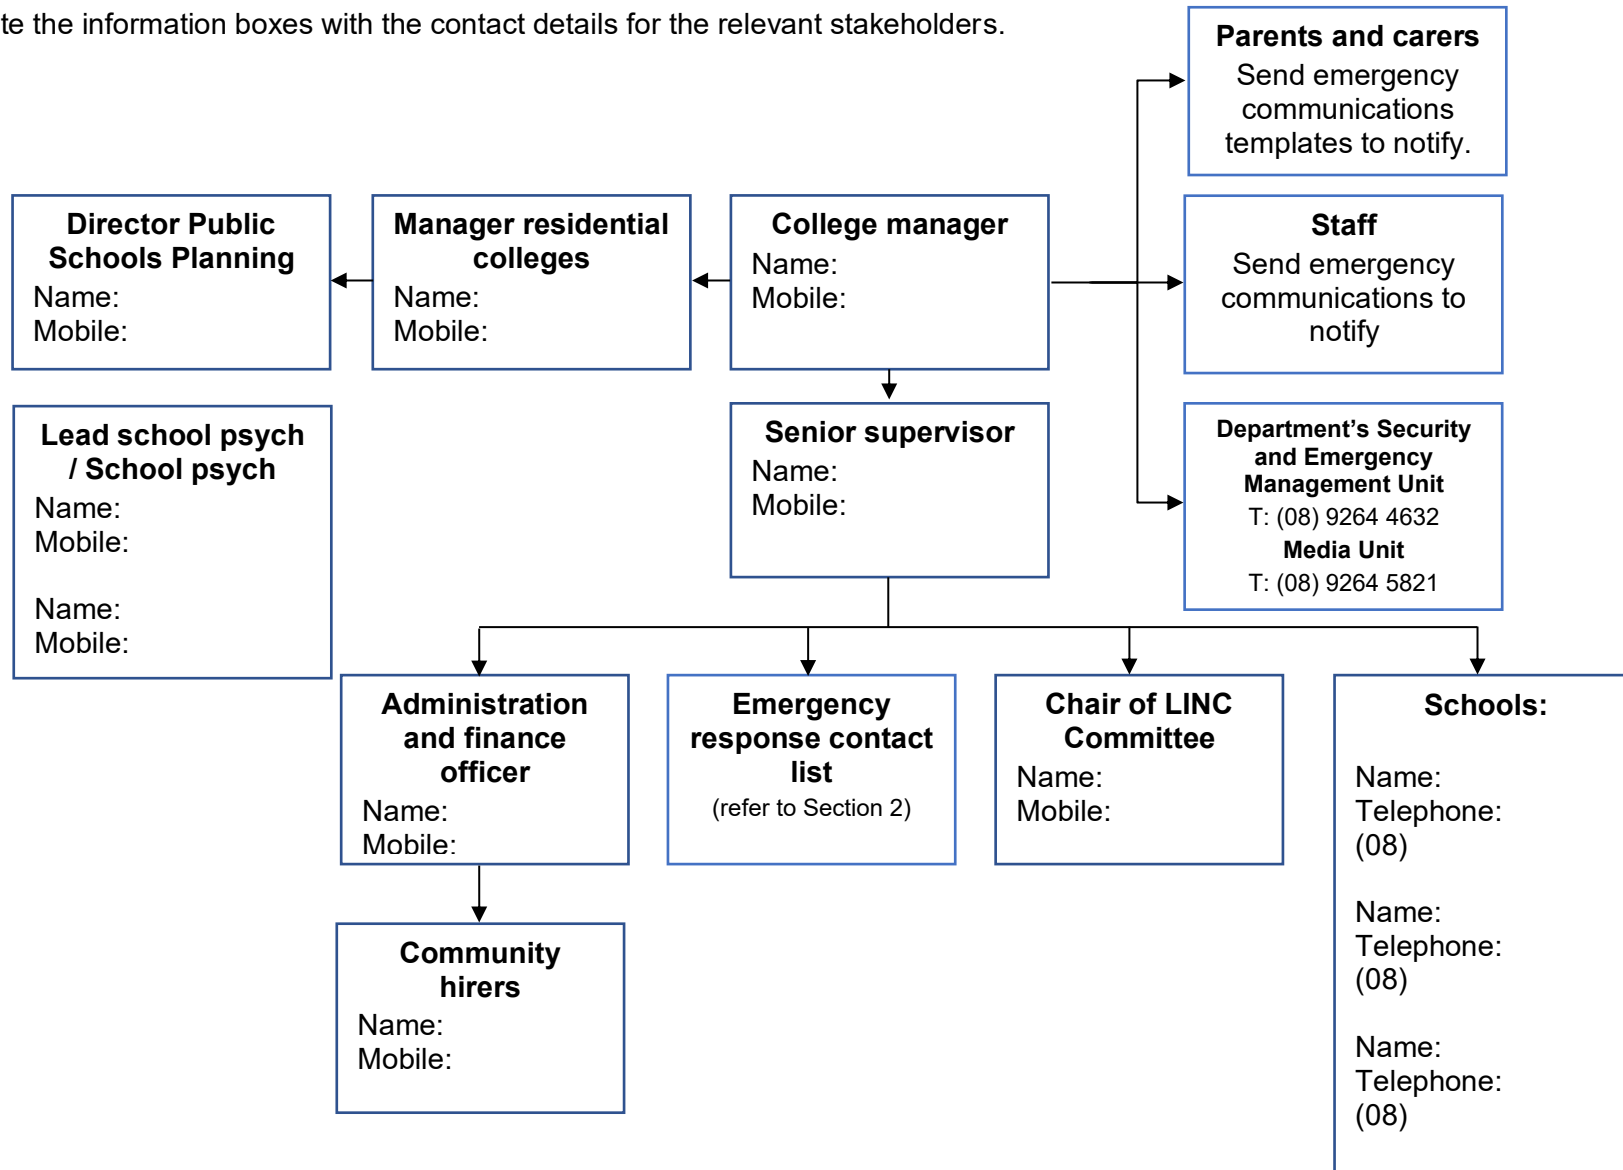 te the information boxes with the contact details for the relevant stakeholders.
Parents and carers
Send emergency
communications
templates to notify.
Director Public
Schools Planning
Name:
Mobile:
Manager residential
colleges
Name:
Mobile:
College manager
Name:
Mobile:
Staff
Send emergency
communications to
notify
Lead school psych
/ School psych
Name:
Mobile:
Name:
Mobile:
Senior supervisor
Name:
Mobile:
Department’s Security
and Emergency
Management Unit
T: (08) 9264 4632
Media Unit
T: (08) 9264 5821
Administration
and finance
officer
Name:
Mobile:
Emergency
response contact
list
(refer to Section 2)
Chair of LINC
Committee
Name:
Mobile:
Schools:
Name:
Telephone:
(08)
Name:
Telephone:
(08)
Name:
Telephone:
(08)
Community
hirers
Name:
Mobile: